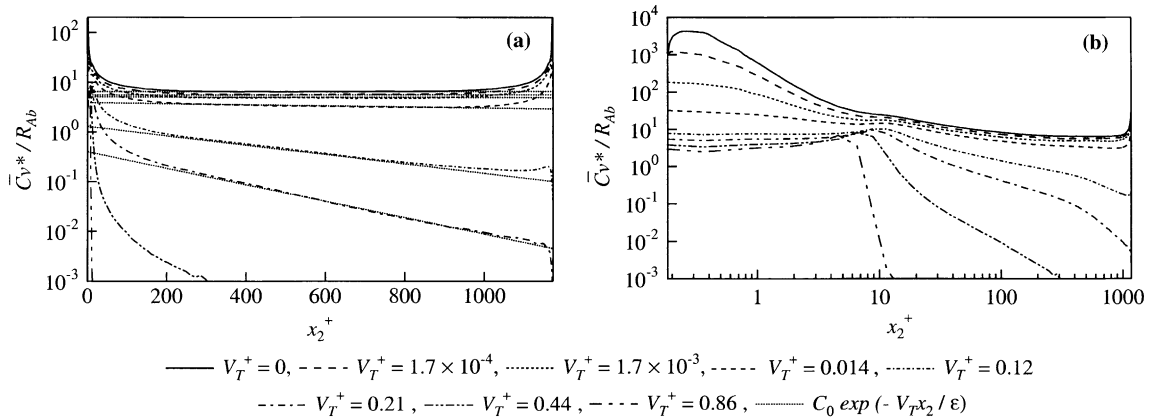 10²
(a)
10¹
10⁰
10⁻¹
10⁻²
10⁻³
C̅v* / R_Ab
0 200 400 600 800 1000
x₂⁺
10⁴
(b)
10³
10²
10¹
10⁰
10⁻¹
10⁻²
10⁻³
C̅v* / R_Ab
1 10 100 1000
x₂⁺
V_T⁺ = 0, V_T⁺ = 1.7 × 10⁻⁴, V_T⁺ = 1.7 × 10⁻³, V_T⁺ = 0.014 , V_T⁺ = 0.12
V_T⁺ = 0.21 , V_T⁺ = 0.44 , V_T⁺ = 0.86 , C₀ exp (- V_T x₂ / ε)